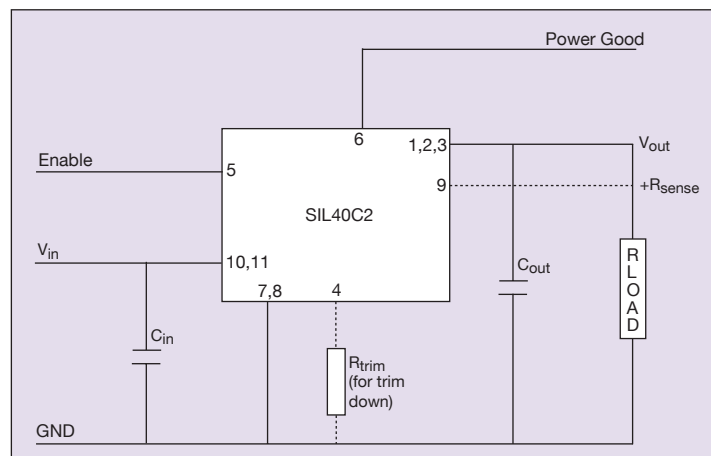 Power Good
6
1,2,3
Vout
Enable
5
9
+Rsense
SIL40C2
Vin
10,11
Cout
RLOAD
7,8
4
Cin
Rtrim
(for trim
down)
GND